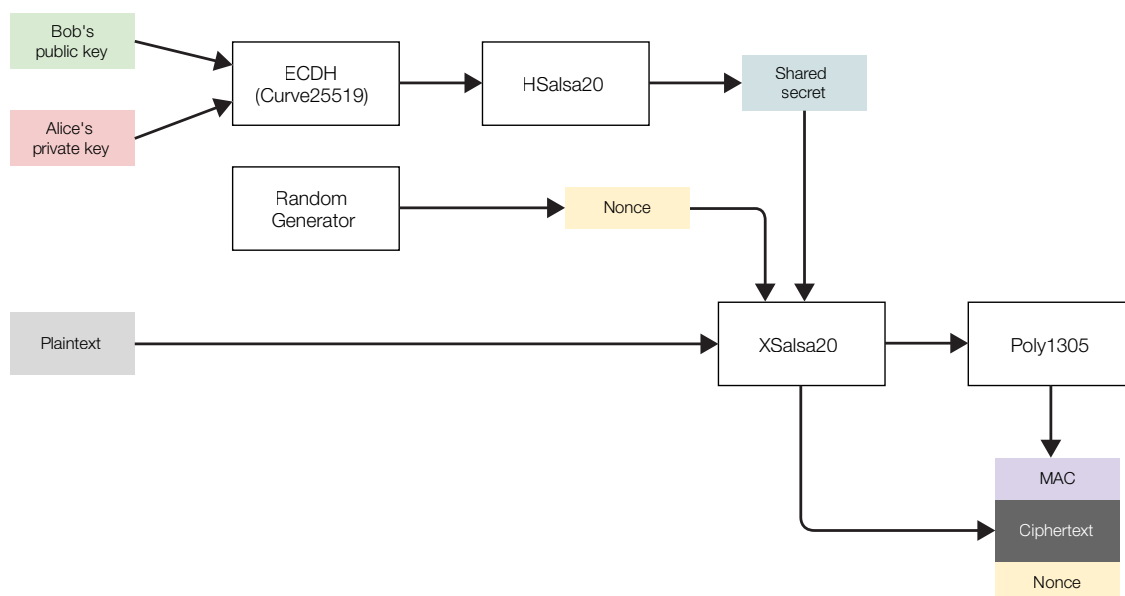 Bob's
public key
ECDH
(Curve25519)
HSalsa20
Shared
secret
Alice's
private key
Random
Generator
Nonce
Plaintext
XSalsa20
Poly1305
MAC
Ciphertext
Nonce